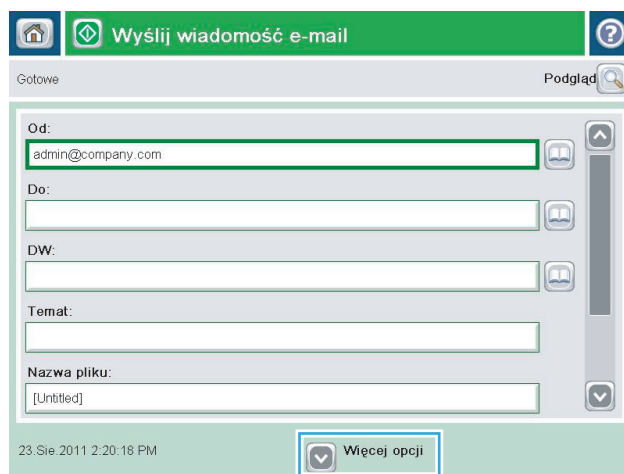 Wyślij wiadomość e-mail
?
Gotowe
Podgląd
Od:
admin@company.com
Do:
DW:
Temat:
Nazwa pliku:
[Untitled]
23.Sie.2011 2:20:18 PM
Więcej opcji